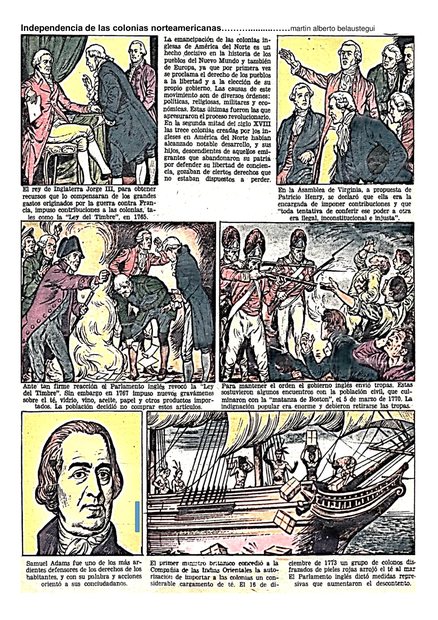 Independencia de las colonias norteamericanas........................martin alberto belaustegui
La emancipación de las colonias in-
glesas de América del Norte es un
hecho decisivo en la historia de
los pueblos del Nuevo Mundo y también
de Europa, ya que por primera vez
se proclama el derecho de los pueblos
a la libertad y a la elección de su
propio gobierno. Las causas de este
movimiento son de diversos órdenes:
políticas, religiosas, militares y eco-
nómicas. Estas últimas fueron las que
apresuraron el proceso revolucionario.
En la segunda mitad del siglo XVIII
las trece colonias creadas por los in-
gleses en América del Norte habían
alcanzado notable desarrollo, y sus
hijos, descendientes de aquellos emi-
grantes que abandonaron su patria
por defender su libertad de concien-
cia, gozaban de ciertos derechos que
no estaban dispuestos a perder.
El rey de Inglaterra Jorge III, para obtener
recursos que lo compensaran de los grandes
gastos originados por la guerra contra Fran-
cia, impuso contribuciones a las colonias, ta-
les como la "Ley del Timbre", en 1765.
En la Asamblea de Virginia, a propuesta de
Patricio Henry, se declaró que ella era la
encargada de imponer contribuciones y que
"toda tentativa de conferir ese poder a otra
era ilegal, inconstitucional e injusta".
Ante tan firme reacción el Parlamento inglés revocó la "Ley
del Timbre". Sin embargo en 1767 impuso nuevos gravámenes
sobre el té, vidrio, vino, aceite, papel y otros productos impor-
tados. La población decidió no comprar estos artículos.
Para mantener el orden el gobierno inglés envió tropas. Estas
sostuvieron algunos encuentros con la población civil, que cul-
minaron con la "matanza de Boston", el 5 de marzo de 1770. La
indignación popular era enorme y debieron retirarse las tropas.
Samuel Adams fue uno de los más ar-
dientes defensores de los derechos de los
habitantes, y con su palabra y acciones
orientó a sus conciudadanos.
El primer ministro británico concedió a la
Compañía de las Indias Orientales la auto-
rización de importar a las colonias un con-
siderable cargamento de té. El 16 de di-
ciembre de 1773 un grupo de colonos dis-
frazados de pieles rojas arrojó el té al mar
El Parlamento inglés dictó medidas repre-
sivas que aumentaron el descontento.